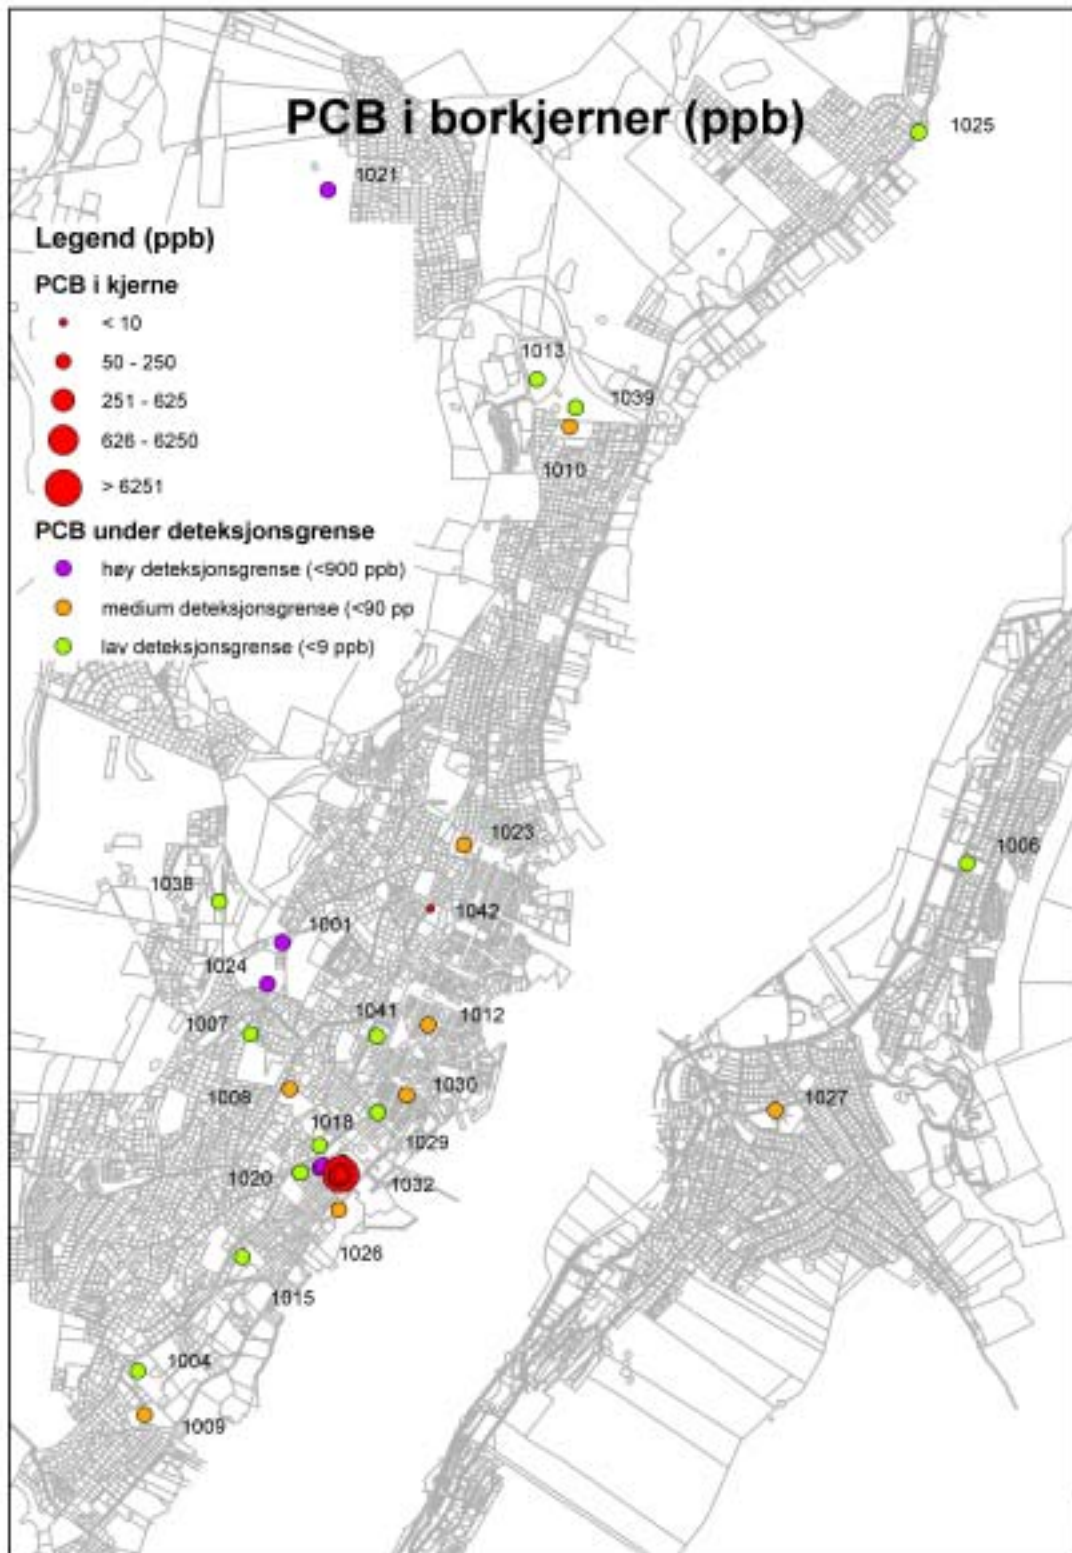 PCB i borkjerner (ppb)
1025
1021
Legend (ppb)
PCB i kjerne
< 10
50 - 250
251 - 625
626 - 6250
> 6251
1013
1039
1010
PCB under deteksjonsgrense
høy deteksjonsgrense (<900 ppb)
medium deteksjonsgrense (<90 pp
lav deteksjonsgrense (<9 ppb)
1023
1006
1038
1042
1001
1024
1041
1012
1007
1008
1030
1027
1018
1029
1020
1032
1028
1015
1004
1009